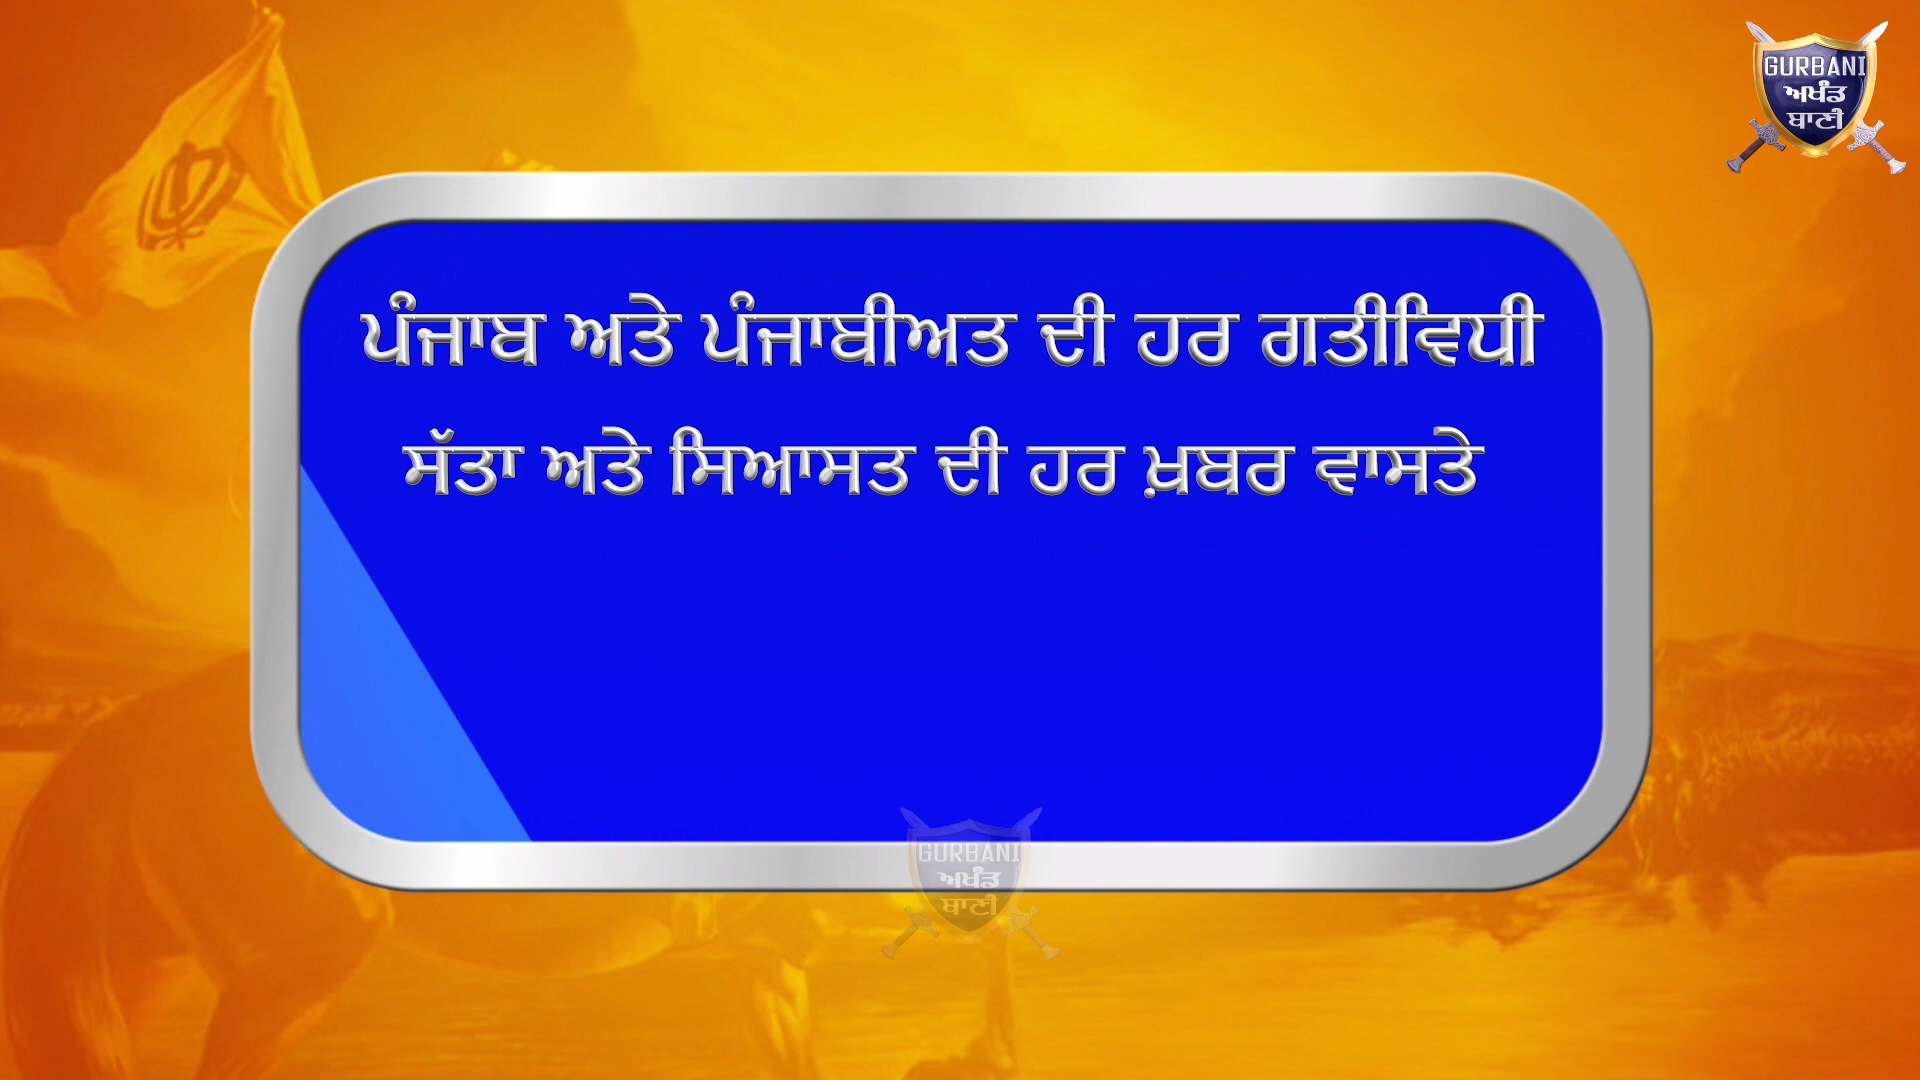 GURBANI
ਅਖੰਡ
ਬਾਣੀ
ਪੰਜਾਬ ਅਤੇ ਪੰਜਾਬੀਅਤ ਦੀ ਹਰ ਗਤੀਵਿਧੀ
ਸੱਤਾ ਅਤੇ ਸਿਆਸਤ ਦੀ ਹਰ ਖ਼ਬਰ ਵਾਸਤੇ
GURBANI
ਅਖੰਡ
ਬਾਣੀ